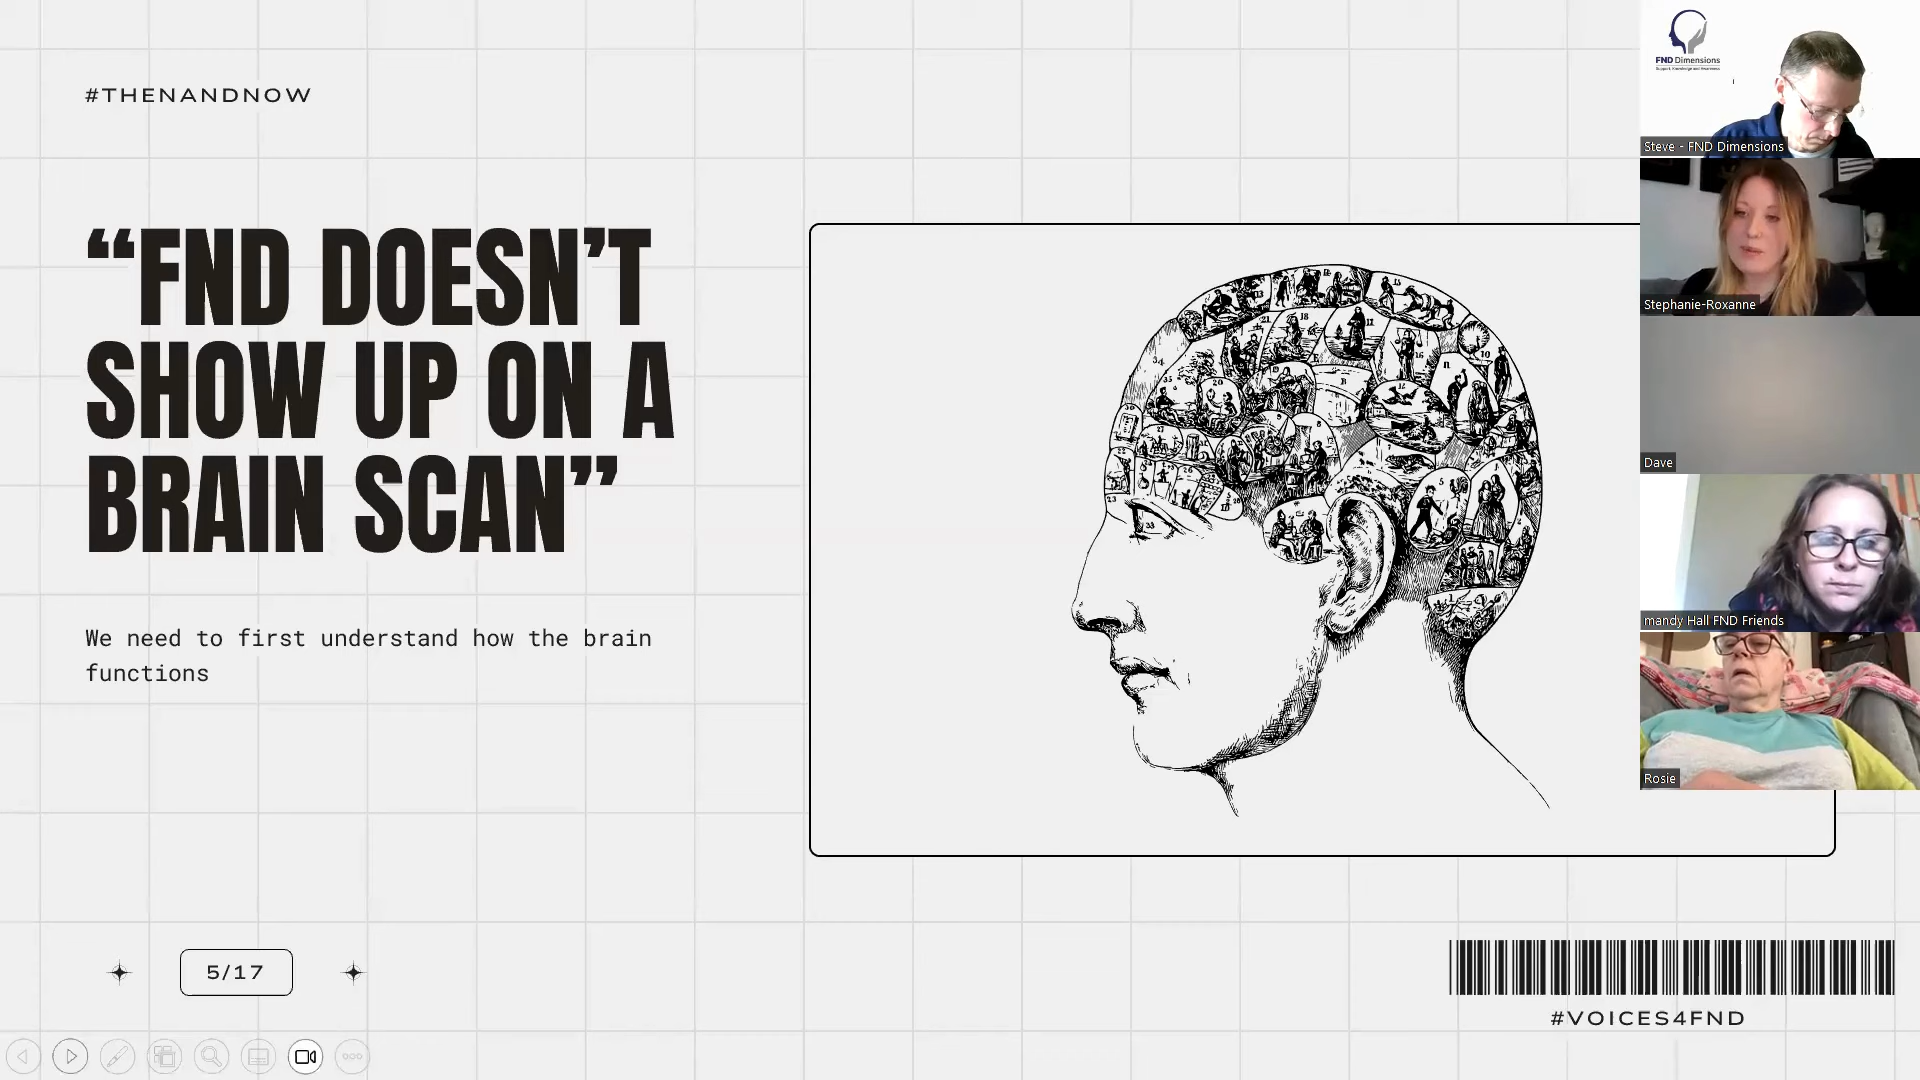 #THENANDNOW
“FND DOESN’T
SHOW UP ON A
BRAIN SCAN”
We need to first understand how the brain
functions
5/17
#VOICES4FND
FND Dimensions
Steve - FND Dimensions
Stephanie-Roxanne
Dave
mandy Hall FND Friends
Rosie